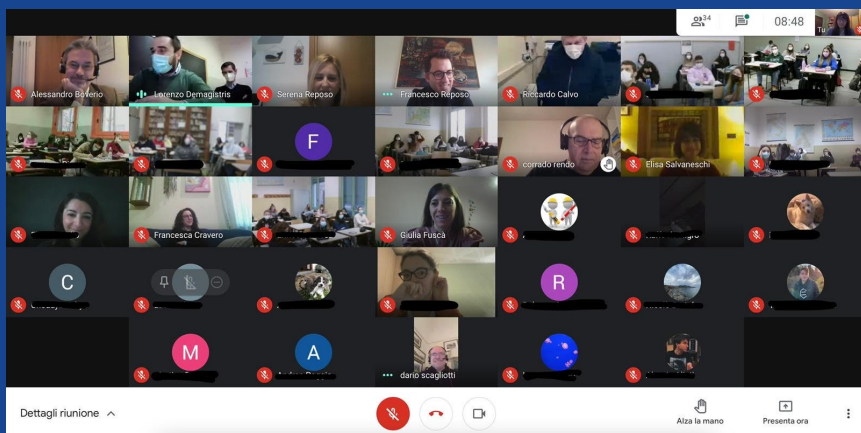 34
08:48
Tu
Alessandro Boverio
Lorenzo Demagistris
Serena Reposo
Francesco Reposo
Riccardo Calvo
F
corrado rendo
Elisa Salvaneschi
Francesca Cravero
Giulia Fuscà
C
R
M
A
dario scagliotti
Dettagli riunione
Alza la mano
Presenta ora